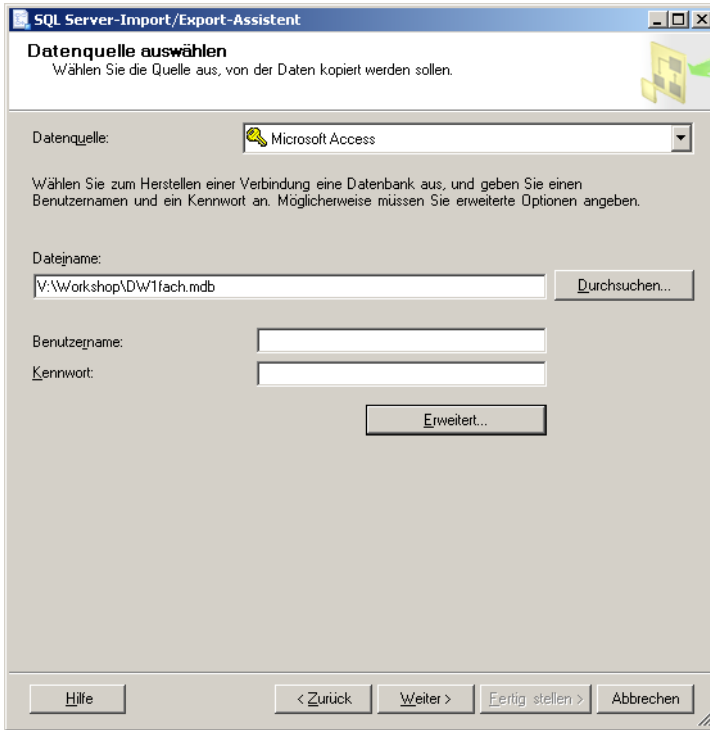 SQL Server-Import/Export-Assistent
Datenquelle auswählen
Wählen Sie die Quelle aus, von der Daten kopiert werden sollen.
Datenquelle:
Microsoft Access
Wählen Sie zum Herstellen einer Verbindung eine Datenbank aus, und geben Sie einen
Benutzernamen und ein Kennwort an. Möglicherweise müssen Sie erweiterte Optionen angeben.
Dateiname:
V:\Workshop\DW1fach.mdb
Durchsuchen...
Benutzername:
Kennwort:
Erweitert...
Hilfe
< Zurück
Weiter >
Fertig stellen >
Abbrechen